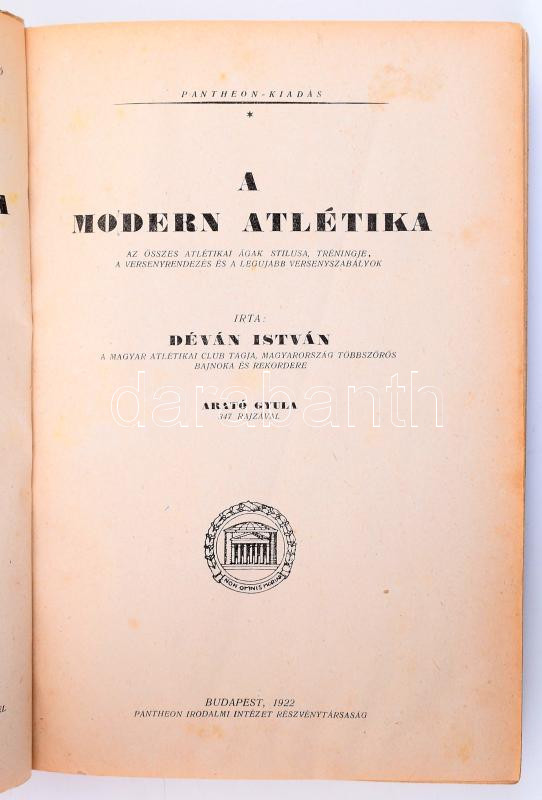 PANTHEON-KIADÁS
*
A
MODERN ATLÉTIKA
AZ ÖSSZES ATLÉTIKAI ÁGAK STILUSA, TRÉNINGJE,
A VERSENYRENDEZÉS ÉS A LEGUJABB VERSENYSZABÁLYOK
IRTA:
DÉVÁN ISTVÁN
A MAGYAR ATLÉTIKAI CLUB TAGJA, MAGYARORSZÁG TÖBBSZÖRÖS
BAJNOKA ÉS REKORDERE
darabanth
ARATÓ GYULA
347 RAJZÁVAL
NON OMNIS MORIAR
BUDAPEST, 1922
PANTHEON IRODALMI INTÉZET RÉSZVÉNYTÁRSASÁG